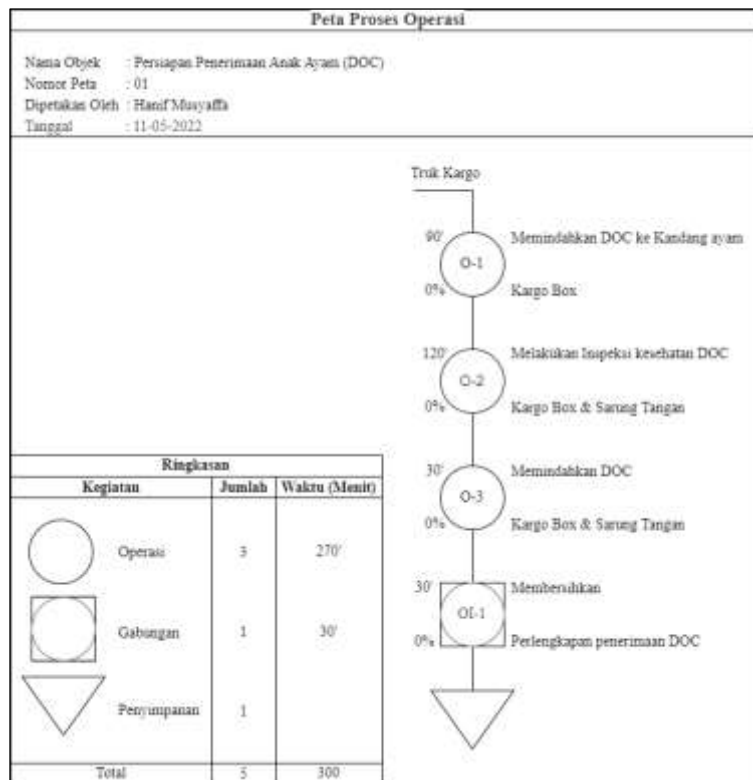 Peta Proses Operasi
Nama Objek : Persiapan Penerimaan Anak Ayam (DOC)
Nomor Peta : 01
Dipetakan Oleh : Hanif Musyaffa
Tanggal : 11-05-2022
Truk Kargo
90' Memindahkan DOC ke Kandang ayam
O-1
0% Kargo Box
120' Melakukan Inspeksi kesehatan DOC
O-2
0% Kargo Box & Sarung Tangan
30' Memindahkan DOC
O-3
0% Kargo Box & Sarung Tangan
30' Membersihkan
OI-1
0% Perlengkapan penerimaan DOC
Ringkasan
Kegiatan Jumlah Waktu (Menit)
Operasi 3 270'
Gabungan 1 30'
Penyimpanan 1
Total 5 300